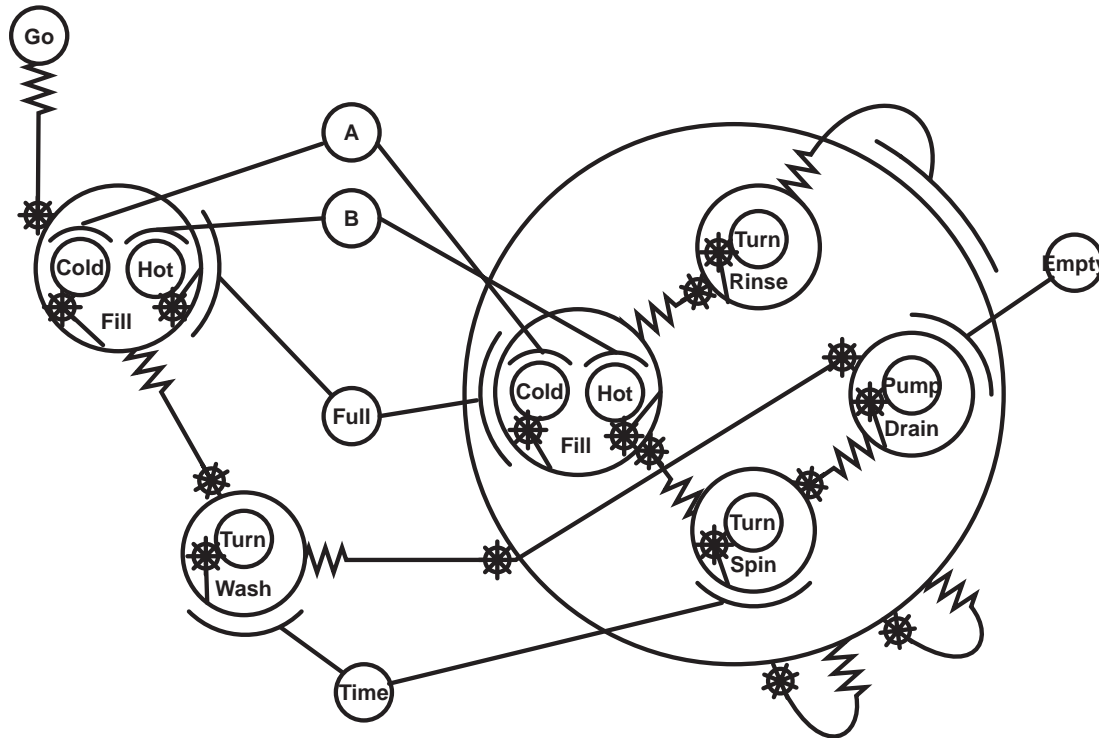 Go
A
B
Cold
Hot
Fill
Full
Turn
Wash
Time
Turn
Rinse
Empty
Cold
Hot
Fill
Pump
Drain
Turn
Spin